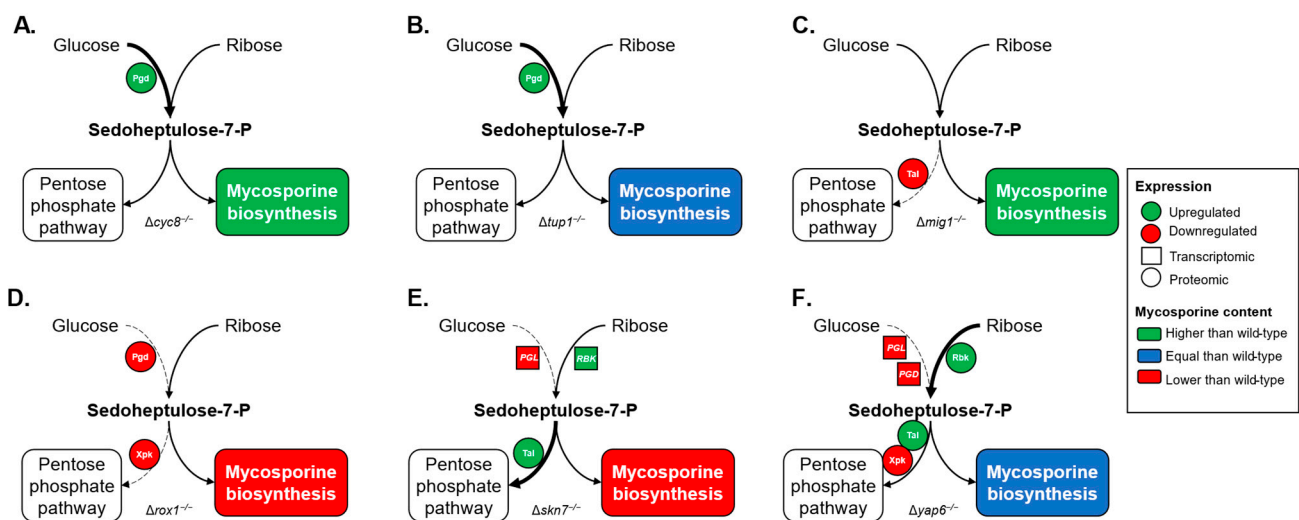 A.
Glucose
Ribose
Pgd
Sedoheptulose-7-P
Pentose
phosphate
pathway
Δcyc8⁻/⁻
Mycosporine
biosynthesis
B.
Glucose
Ribose
Pgd
Sedoheptulose-7-P
Pentose
phosphate
pathway
Δtup1⁻/⁻
Mycosporine
biosynthesis
C.
Glucose
Ribose
Sedoheptulose-7-P
Tal
Pentose
phosphate
pathway
Δmig1⁻/⁻
Mycosporine
biosynthesis
D.
Glucose
Ribose
Pgd
Sedoheptulose-7-P
Xpk
Pentose
phosphate
pathway
Δrox1⁻/⁻
Mycosporine
biosynthesis
E.
Glucose
Ribose
PGL
RBK
Sedoheptulose-7-P
Tal
Pentose
phosphate
pathway
Δskn7⁻/⁻
Mycosporine
biosynthesis
F.
Glucose
Ribose
PGL
PGD
Rbk
Sedoheptulose-7-P
Tal
Xpk
Pentose
phosphate
pathway
Δyap6⁻/⁻
Mycosporine
biosynthesis
Expression
Upregulated
Downregulated
Transcriptomic
Proteomic
Mycosporine content
Higher than wild-type
Equal than wild-type
Lower than wild-type